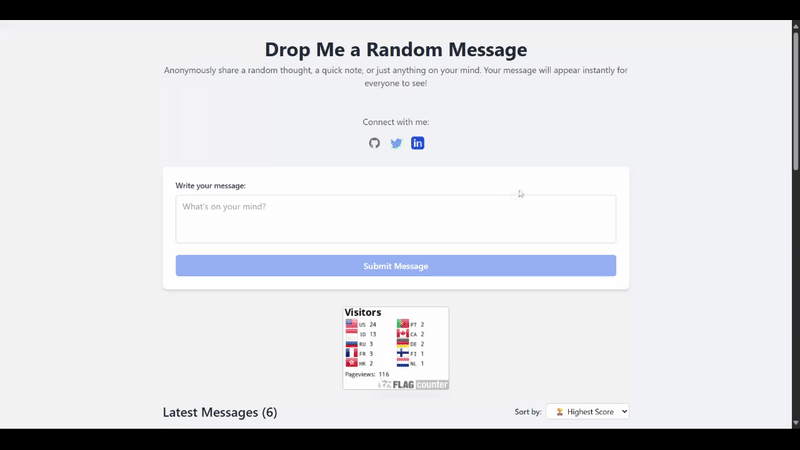 Drop Me a Random Message
Anonymously share a random thought, a quick note, or just anything on your mind. Your message will appear instantly for
everyone to see!
Connect with me:
in
Write your message:
What's on your mind?
Submit Message
Visitors
US 24 PT 2
ID 13 CA 2
RU 3 DE 2
FR 3 FI 1
HK 2 NL 1
Pageviews: 116
FLAG counter
Latest Messages (6) Sort by: Highest Score